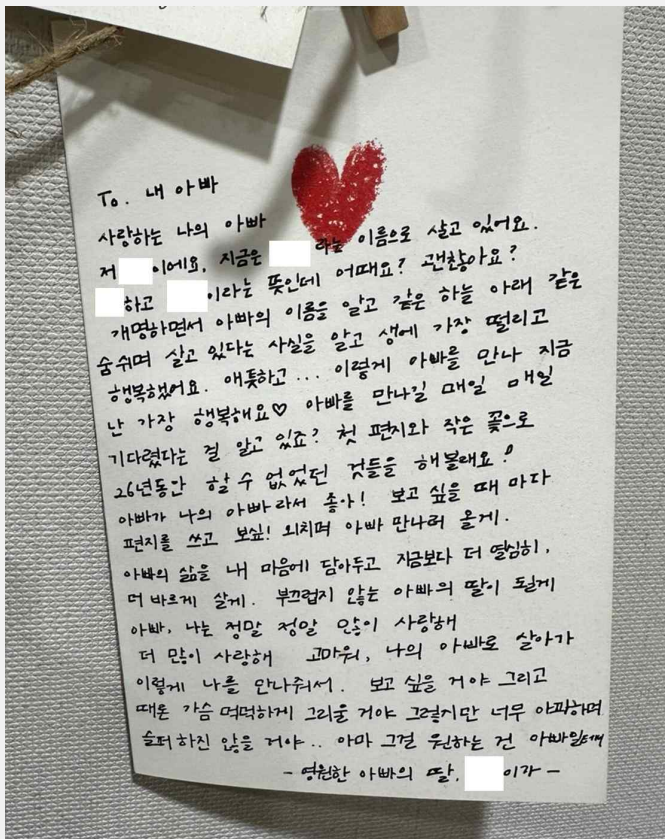 To. 내 아빠
사랑하는 나의 아빠
저 이에요, 지금은 라는 이름으로 살고 있어요.
하고 이라는 뜻인데 어때요? 괜찮아요?
개명하면서 아빠의 이름을 알고 같은 하늘 아래 같은
숨쉬며 살고 있다는 사실을 알고 생에 가장 떨리고
행복했어요. 애틋하고... 이렇게 아빠를 만나 지금
난 가장 행복해요♡ 아빠를 만나길 매일 매일
기다렸다는 걸 알고 있죠? 첫 편지와 작은 꽃으로
26년동안 할 수 없었던 것들을 해볼래요!
아빠가 나의 아빠라서 좋아! 보고 싶을 때 마다
편지를 쓰고 보싶! 외치며 아빠 만나러 올게.
아빠의 삶을 내 마음에 담아두고 지금보다 더 열심히,
더 바르게 살게. 부끄럽지 않는 아빠의 딸이 될게
아빠, 나는 정말 정말 많이 사랑해
더 많이 사랑해 고마워, 나의 아빠로 살아가
이렇게 나를 만나줘서. 보고 싶을 거야 그리고
때론 가슴 먹먹하게 그리울 거야 그렇지만 너무 아파하며
슬퍼 하진 않을 거야.. 아마 그걸 원하는 건 아빠일테니
- 영원한 아빠의 딸, 이가 -